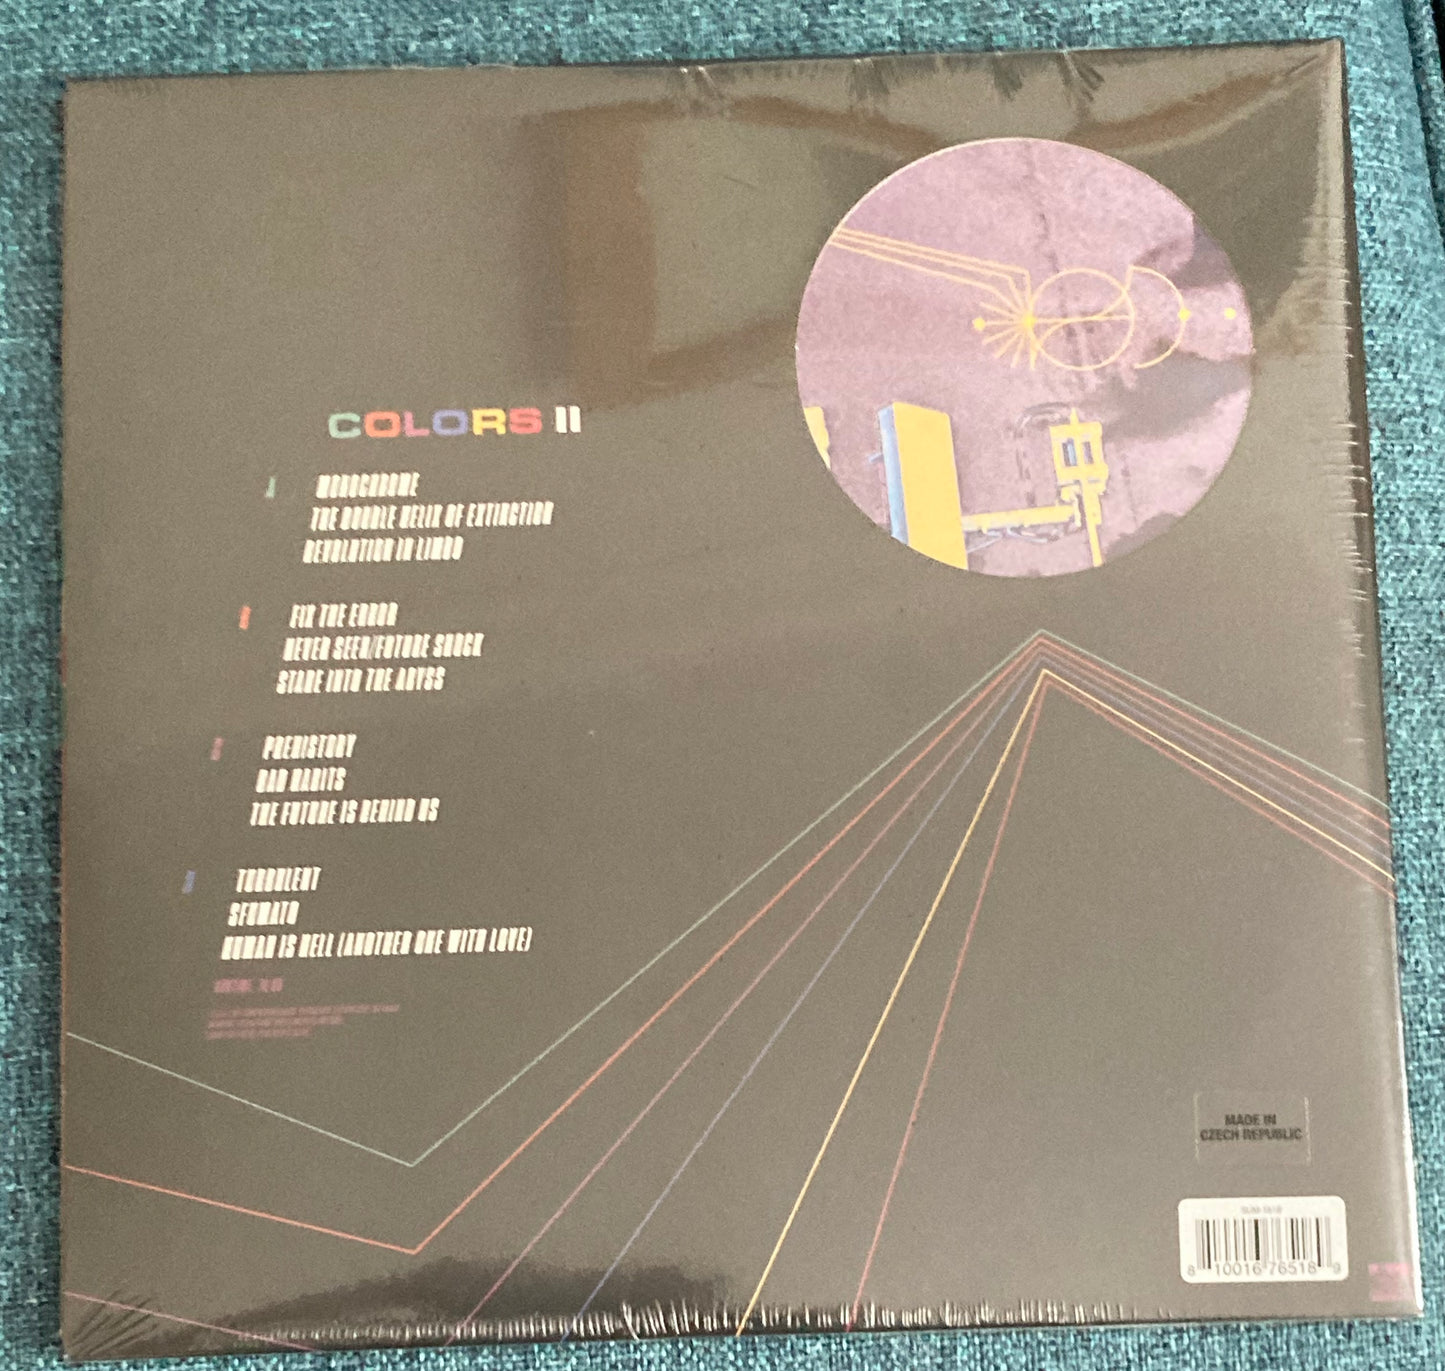 COLORS II
A
MONOCHROME
THE DOUBLE HELIX OF EXTINCTION
REVOLUTION IN LIMBO
B
FIX THE ERROR
NEVER SEEN/FUTURE SHOCK
STARE INTO THE ABYSS
C
PREHISTORY
BAD HABITS
THE FUTURE IS BEHIND US
D
TURBULENT
SFUMATO
HUMAN IS HELL (ANOTHER ONE WITH LOVE)
MADE IN
CZECH REPUBLIC
8 10016 76518 9